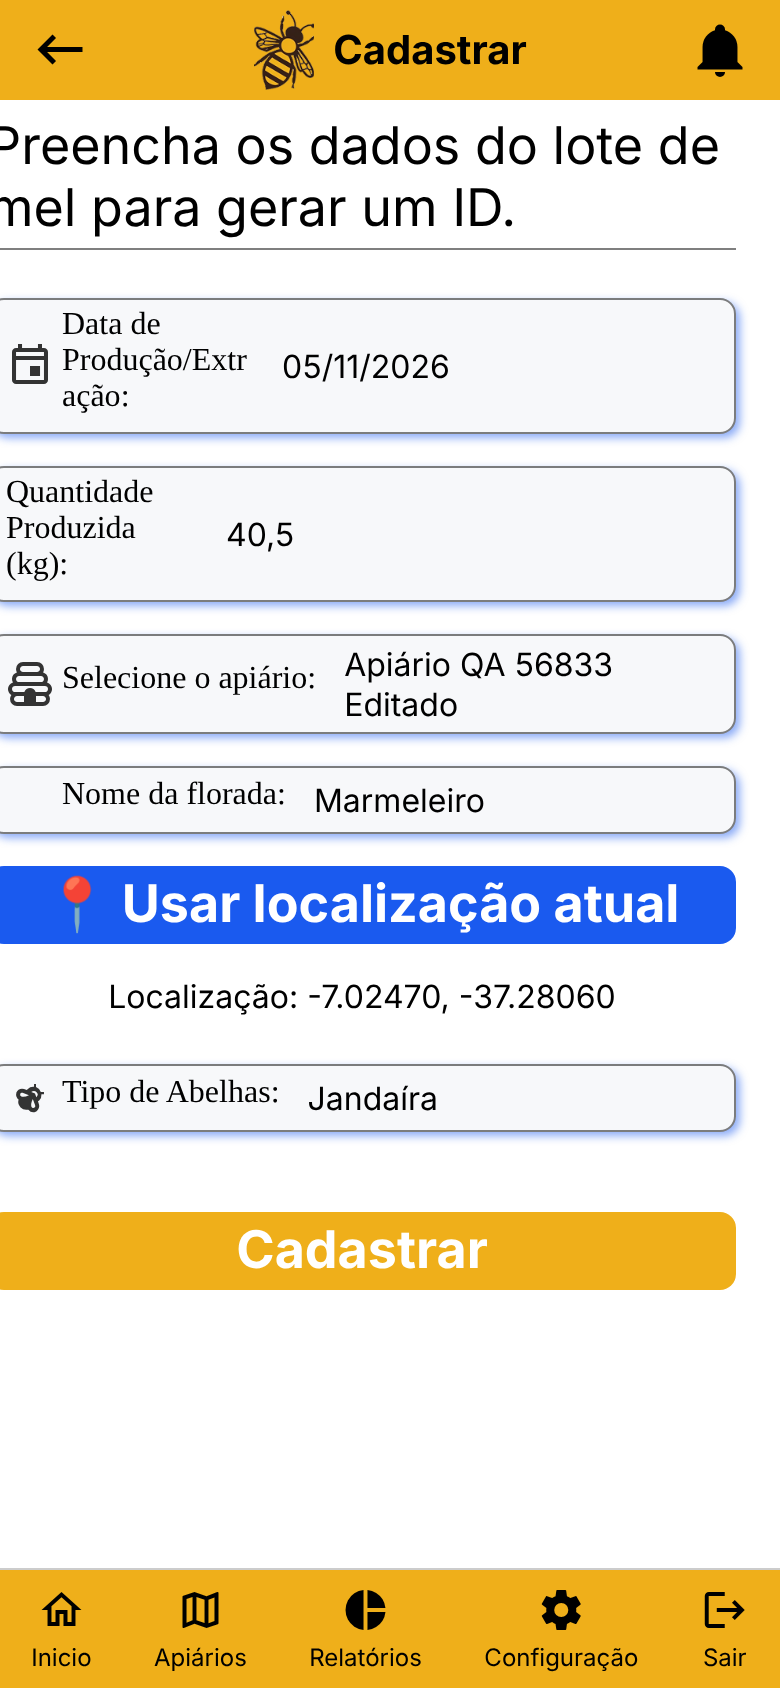 Cadastrar
Preencha os dados do lote de
mel para gerar um ID.
Data de
Produção/Extr
ação:
05/11/2026
Quantidade
Produzida
(kg):
40,5
Selecione o apiário:
Apiário QA 56833
Editado
Nome da florada:
Marmeleiro
📍 Usar localização atual
Localização: -7.02470, -37.28060
Tipo de Abelhas:
Jandaíra
Cadastrar
Inicio
Apiários
Relatórios
Configuração
Sair